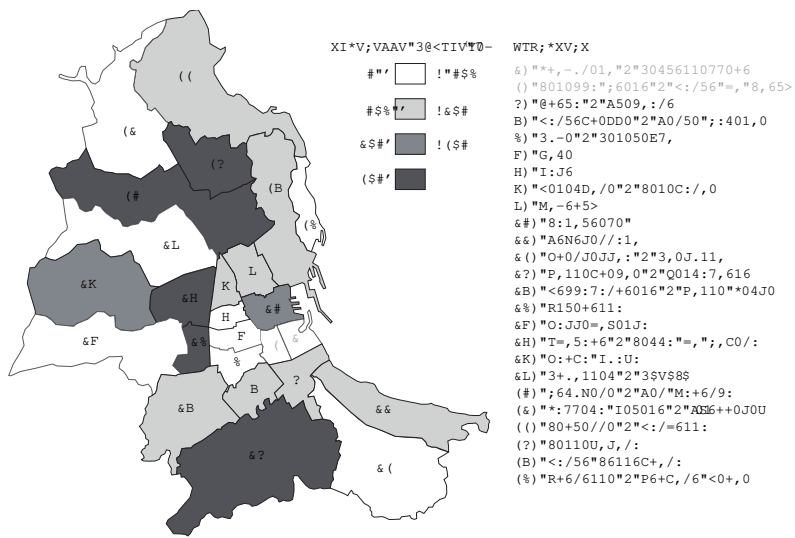 XI*V;VAAV"3@<TIV"T0-
#"' !"#$%
#$%"' !&$#
&$#' !($#
($#'
WTR;*XV;X
&)"*+,-./01,"2"30456110770+6
()"801099:";6016"2"<:/56"=,"8,65>
?)"@+65:"2"A509,:/6
B)"<:/56C+0DD0"2"A0/50";:401,0
%)"3.-0"2"301050E7,
F)"G,40
H)"I:J6
K)"<0104D,/0"2"8010C:/,0
L)"M,-6+5>
&#)"8:1,56070"
&&)"A6N6J0//:1,
&()"O+0/J0JJ,:"2"3,0J.11,
&?)"P,110C+09,0"2"Q014:7,616
&B)"<699:7:/+6016"2"P,110"*04J0
&%)"R150+611:
&F)"O:JJ0=,S01J:
&H)"T=,5:+6"2"8044:"=,";,C0/:
&K)"O:+C:"I.:U:
&L)"3+.,1104"2"3$V$8$
(#)";64.N0/0"2"A0/"M:+6/9:
(()"80+50//0"2"<:/=611:
(?)"80110U,J,/:
(B)"<:/56"86116C+,/:
(%)"R+6/6110"2"P6+C,/6"<0+,0
((
(&
(?
(#
(B
(%
&L
L
&K
&H
K
&#
H
&F
&%
F
(
&
%
?
B
&B
&&
&?
&(